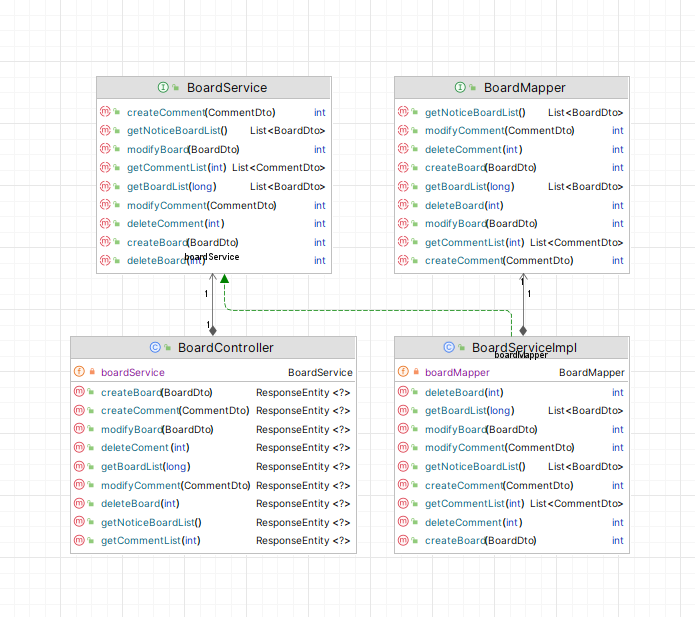 BoardService
createComment(CommentDto) int
getNoticeBoardList() List<BoardDto>
modifyBoard(BoardDto) int
getCommentList(int) List<CommentDto>
getBoardList(long) List<BoardDto>
modifyComment(CommentDto) int
deleteComment(int) int
createBoard(BoardDto) int
deleteBoard(int) int
boardService
1
1
BoardMapper
getNoticeBoardList() List<BoardDto>
modifyComment(CommentDto) int
deleteComment(int) int
createBoard(BoardDto) int
getBoardList(long) List<BoardDto>
deleteBoard(int) int
modifyBoard(BoardDto) int
getCommentList(int) List<CommentDto>
createComment(CommentDto) int
1
1
BoardController
boardService BoardService
createBoard(BoardDto) ResponseEntity <?>
createComment(CommentDto) ResponseEntity <?>
modifyBoard(BoardDto) ResponseEntity <?>
deleteComent (int) ResponseEntity <?>
getBoardList(long) ResponseEntity <?>
modifyComment(CommentDto) ResponseEntity <?>
deleteBoard(int) ResponseEntity <?>
getNoticeBoardList() ResponseEntity <?>
getCommentList(int) ResponseEntity <?>
BoardServiceImpl
boardMapper
boardMapper BoardMapper
deleteBoard(int) int
getBoardList(long) List<BoardDto>
modifyBoard(BoardDto) int
modifyComment(CommentDto) int
getNoticeBoardList() List<BoardDto>
createComment(CommentDto) int
getCommentList(int) List<CommentDto>
deleteComment(int) int
createBoard(BoardDto) int